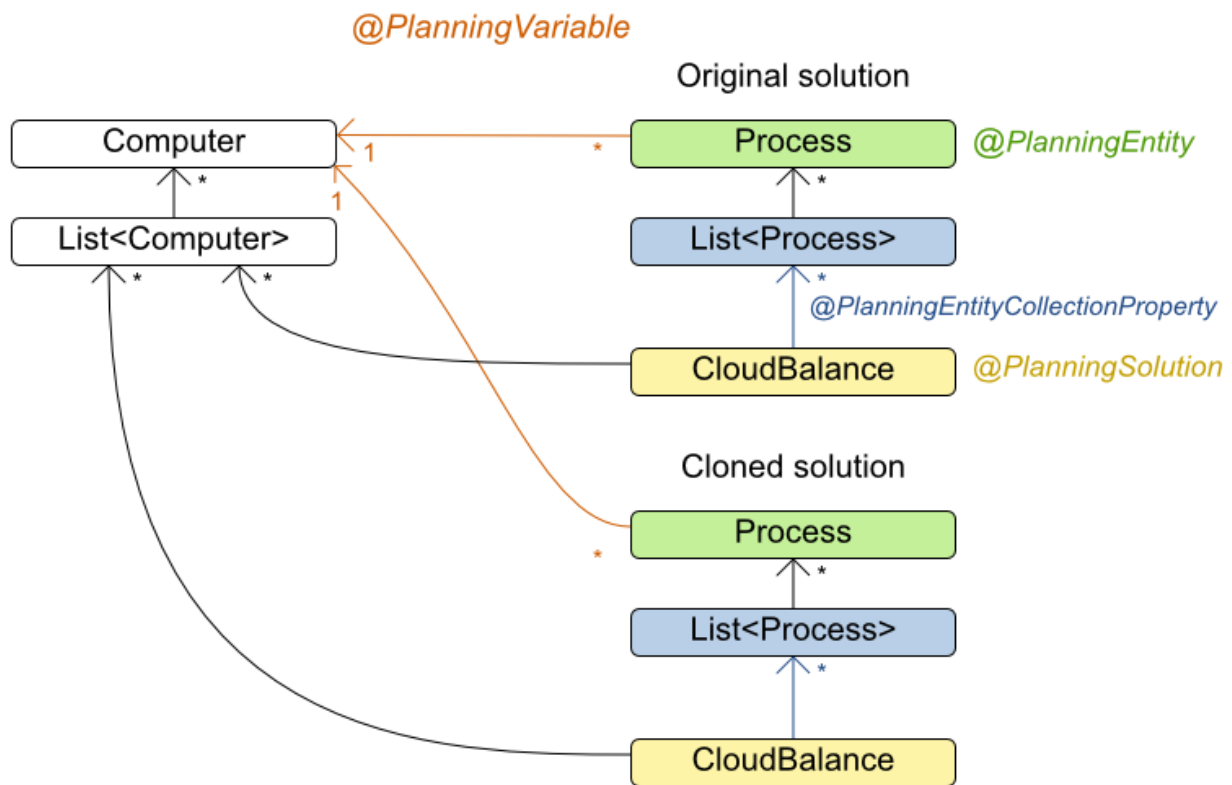 @PlanningVariable
Original solution
Computer
1
*
Process
@PlanningEntity
*
1
*
List<Computer>
List<Process>
*
*
*
@PlanningEntityCollectionProperty
CloudBalance
@PlanningSolution
Cloned solution
Process
*
*
List<Process>
*
CloudBalance